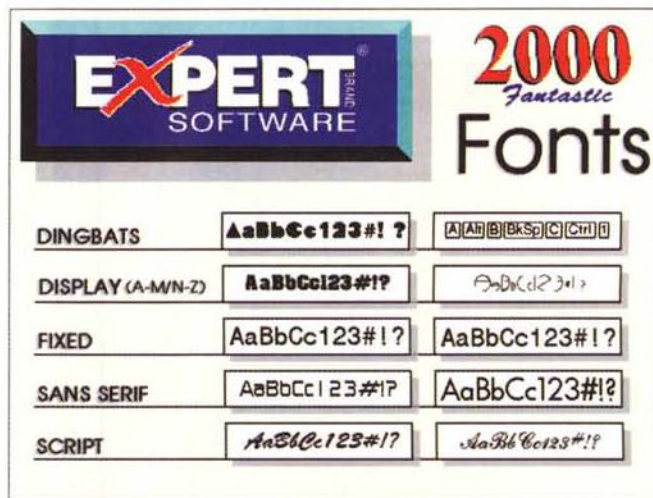 EXPERT® BRAND
SOFTWARE
2000
Fantastic
Fonts
DINGBATS AaBbCc123#! ? A Alt B BkSp C Ctrl 1
DISPLAY (A-M/N-Z) AaBbCc123#!? AaBbCc123#!?
FIXED AaBbCc123#!? AaBbCc123#!?
SANS SERIF AaBbCc123#!? AaBbCc123#!?
SCRIPT AaBbCc123#!? AaBbCc123#!?